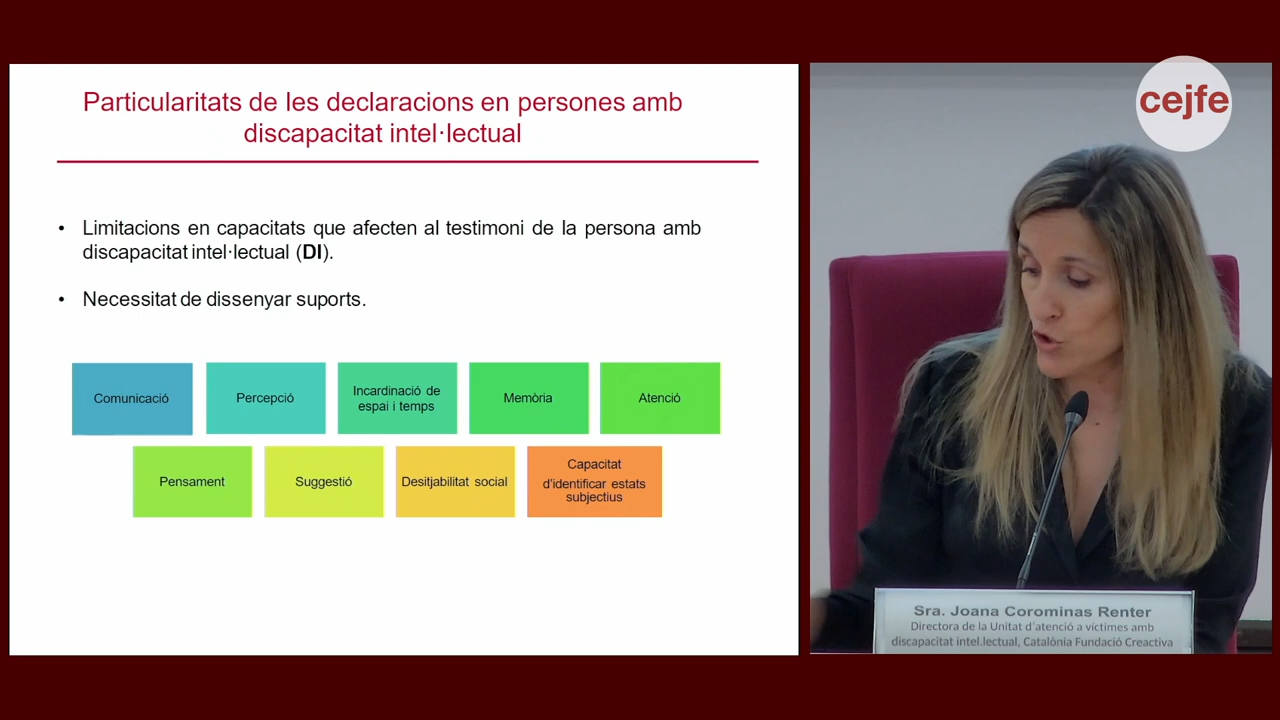 Particularitats de les declaracions en persones amb
discapacitat intel·lectual
• Limitacions en capacitats que afecten al testimoni de la persona amb
discapacitat intel·lectual (DI).
• Necessitat de dissenyar suports.
Comunicació
Percepció
Incardinació de
espai i temps
Memòria
Atenció
Pensament
Suggestió
Desitjabilitat social
Capacitat
d'identificar estats
subjectius
cejfe
Sra. Joana Corominas Renter
Directora de la Unitat d'atenció a víctimes amb
discapacitat intel.lectual, Catalònia Fundació Creactiva